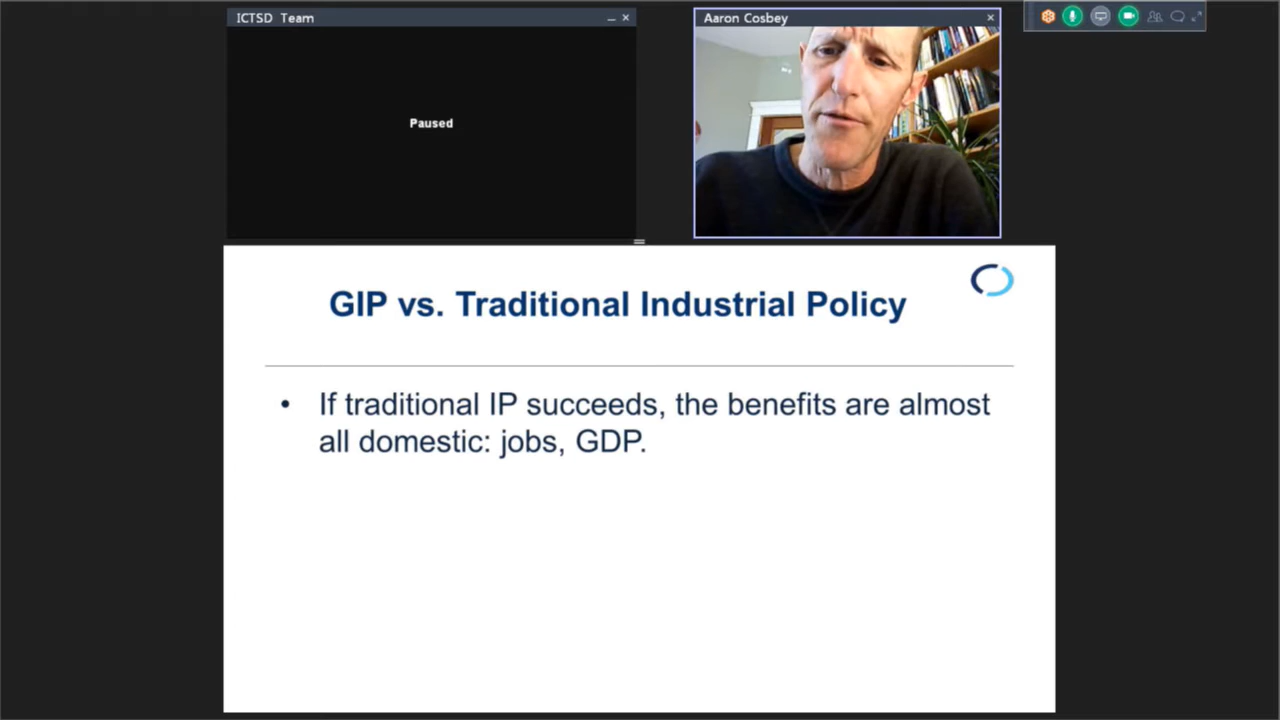 ICTSD Team
Aaron Cosbey
Paused
GIP vs. Traditional Industrial Policy
• If traditional IP succeeds, the benefits are almost
all domestic: jobs, GDP.